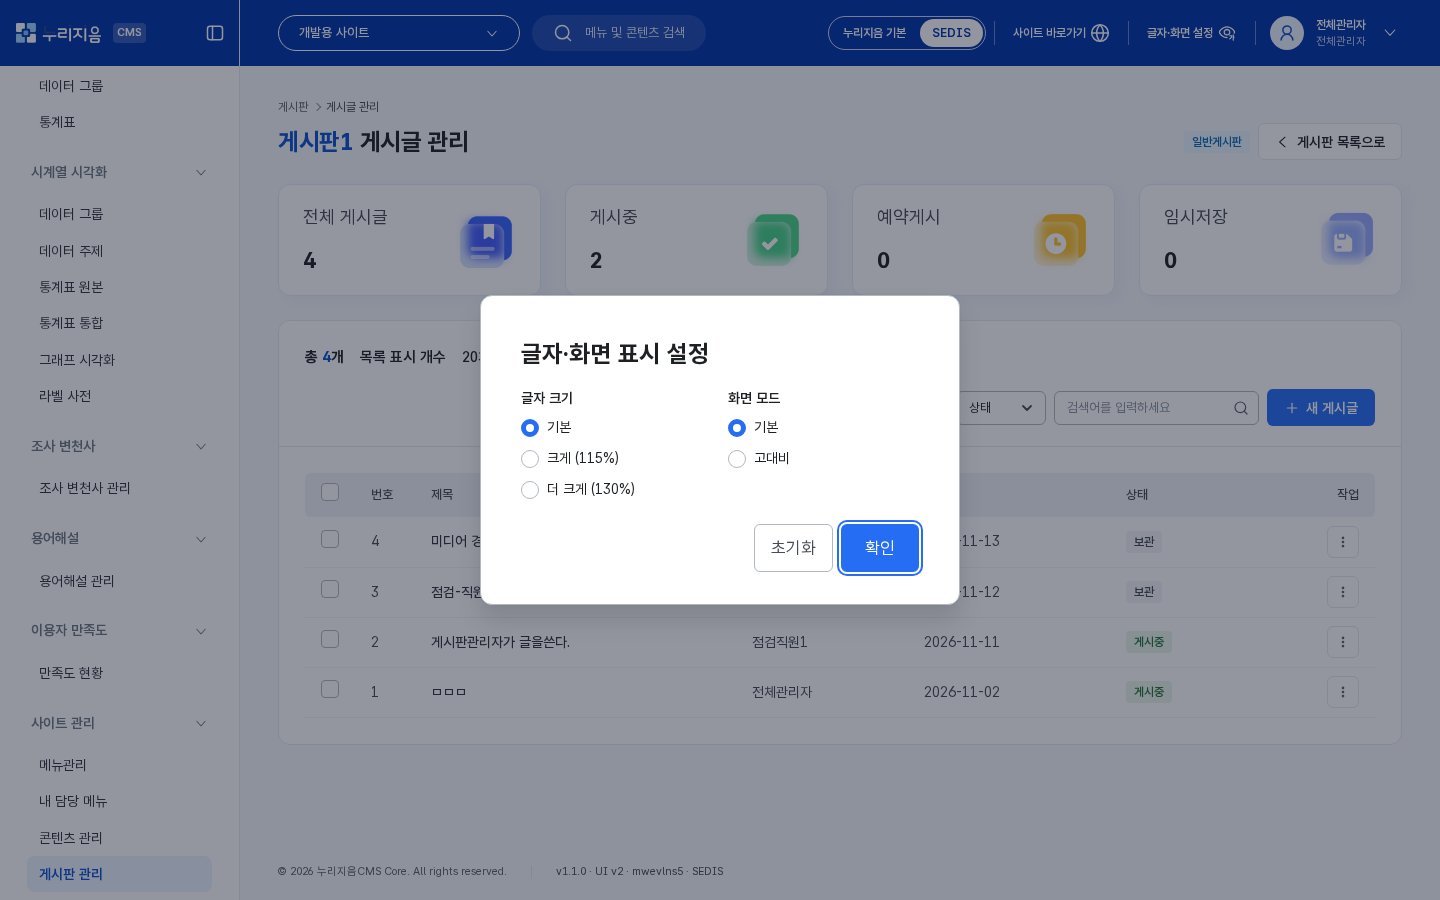 누리지음 CMS
개발용 사이트
메뉴 및 콘텐츠 검색
누리지음 기본
SEDIS
사이트 바로가기
글자·화면 설정
전체관리자
전체관리자
데이터 그룹
통계표
시계열 시각화
데이터 그룹
데이터 주제
통계표 원본
통계표 통합
그래프 시각화
라벨 사전
조사 변천사
조사 변천사 관리
용어해설
용어해설 관리
이용자 만족도
만족도 현황
사이트 관리
메뉴관리
내 담당 메뉴
콘텐츠 관리
게시판 관리
게시판 > 게시글 관리
게시판1 게시글 관리
일반게시판
게시판 목록으로
전체 게시글
4
게시중
2
예약게시
0
임시저장
0
총 4개 목록 표시 개수
상태
검색어를 입력하세요
새 게시글
번호 제목 상태 작업
4 미디어 11-13 보관
3 점검- 11-12 보관
2 게시판관리자가 글을쓴다. 점검직원1 2026-11-11 게시중
1 ㅁㅁㅁ 전체관리자 2026-11-02 게시중
글자·화면 표시 설정
글자 크기
기본
크게 (115%)
더 크게 (130%)
화면 모드
기본
고대비
초기화
확인
© 2026 누리지음CMS Core. All rights reserved.
v1.1.0 · UI v2 · mwevlns5 · SEDIS